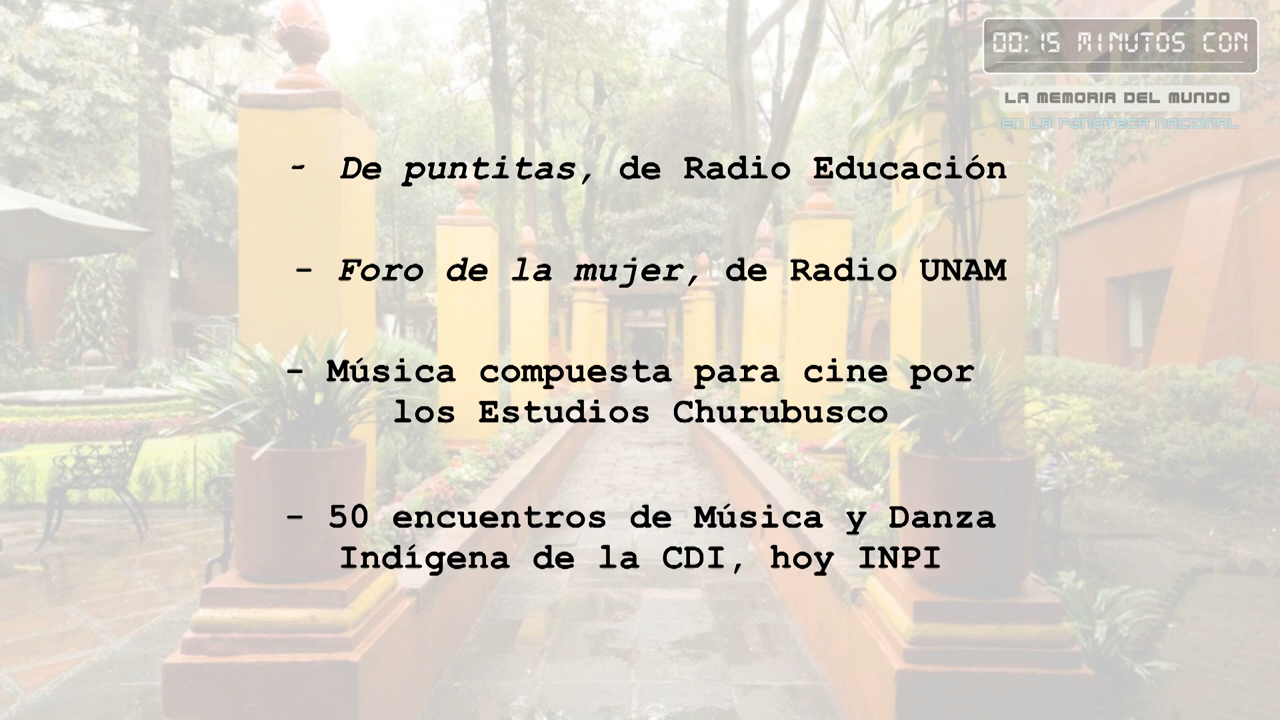 00:15 MINUTOS CON
LA MEMORIA DEL MUNDO
EN LA FONOTECA NACIONAL
- De puntitas, de Radio Educación
- Foro de la mujer, de Radio UNAM
- Música compuesta para cine por
los Estudios Churubusco
- 50 encuentros de Música y Danza
Indígena de la CDI, hoy INPI